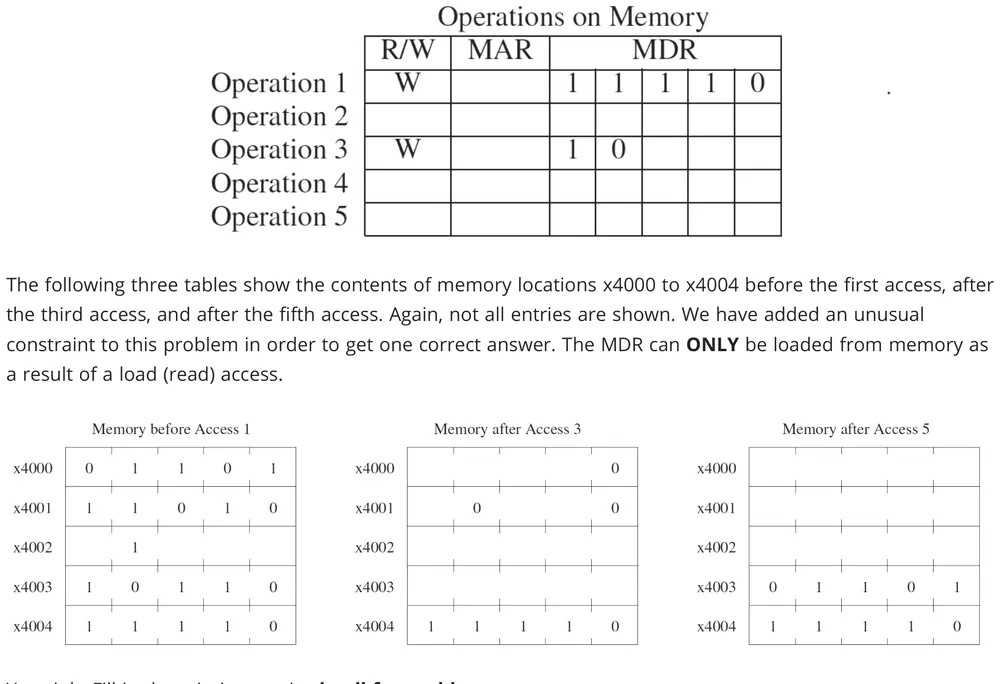 Operations on Memory
R/W MAR MDR
Operation 1 W 1 1 1 1 0
.
Operation 2
Operation 3 W 1 0
Operation 4
Operation 5
The following three tables show the contents of memory locations x4000 to x4004 before the first access, after
the third access, and after the fifth access. Again, not all entries are shown. We have added an unusual
constraint to this problem in order to get one correct answer. The MDR can ONLY be loaded from memory as
a result of a load (read) access.
Memory before Access 1
x4000 0 1 1 0 1
x4001 1 1 0 1 0
x4002 1
x4003 1 0 1 1 0
x4004 1 1 1 1 0
Memory after Access 3
x4000 0
x4001 0 0
x4002
x4003
x4004 1 1 1 1 0
Memory after Access 5
x4000
x4001
x4002
x4003 0 1 1 0 1
x4004 1 1 1 1 0